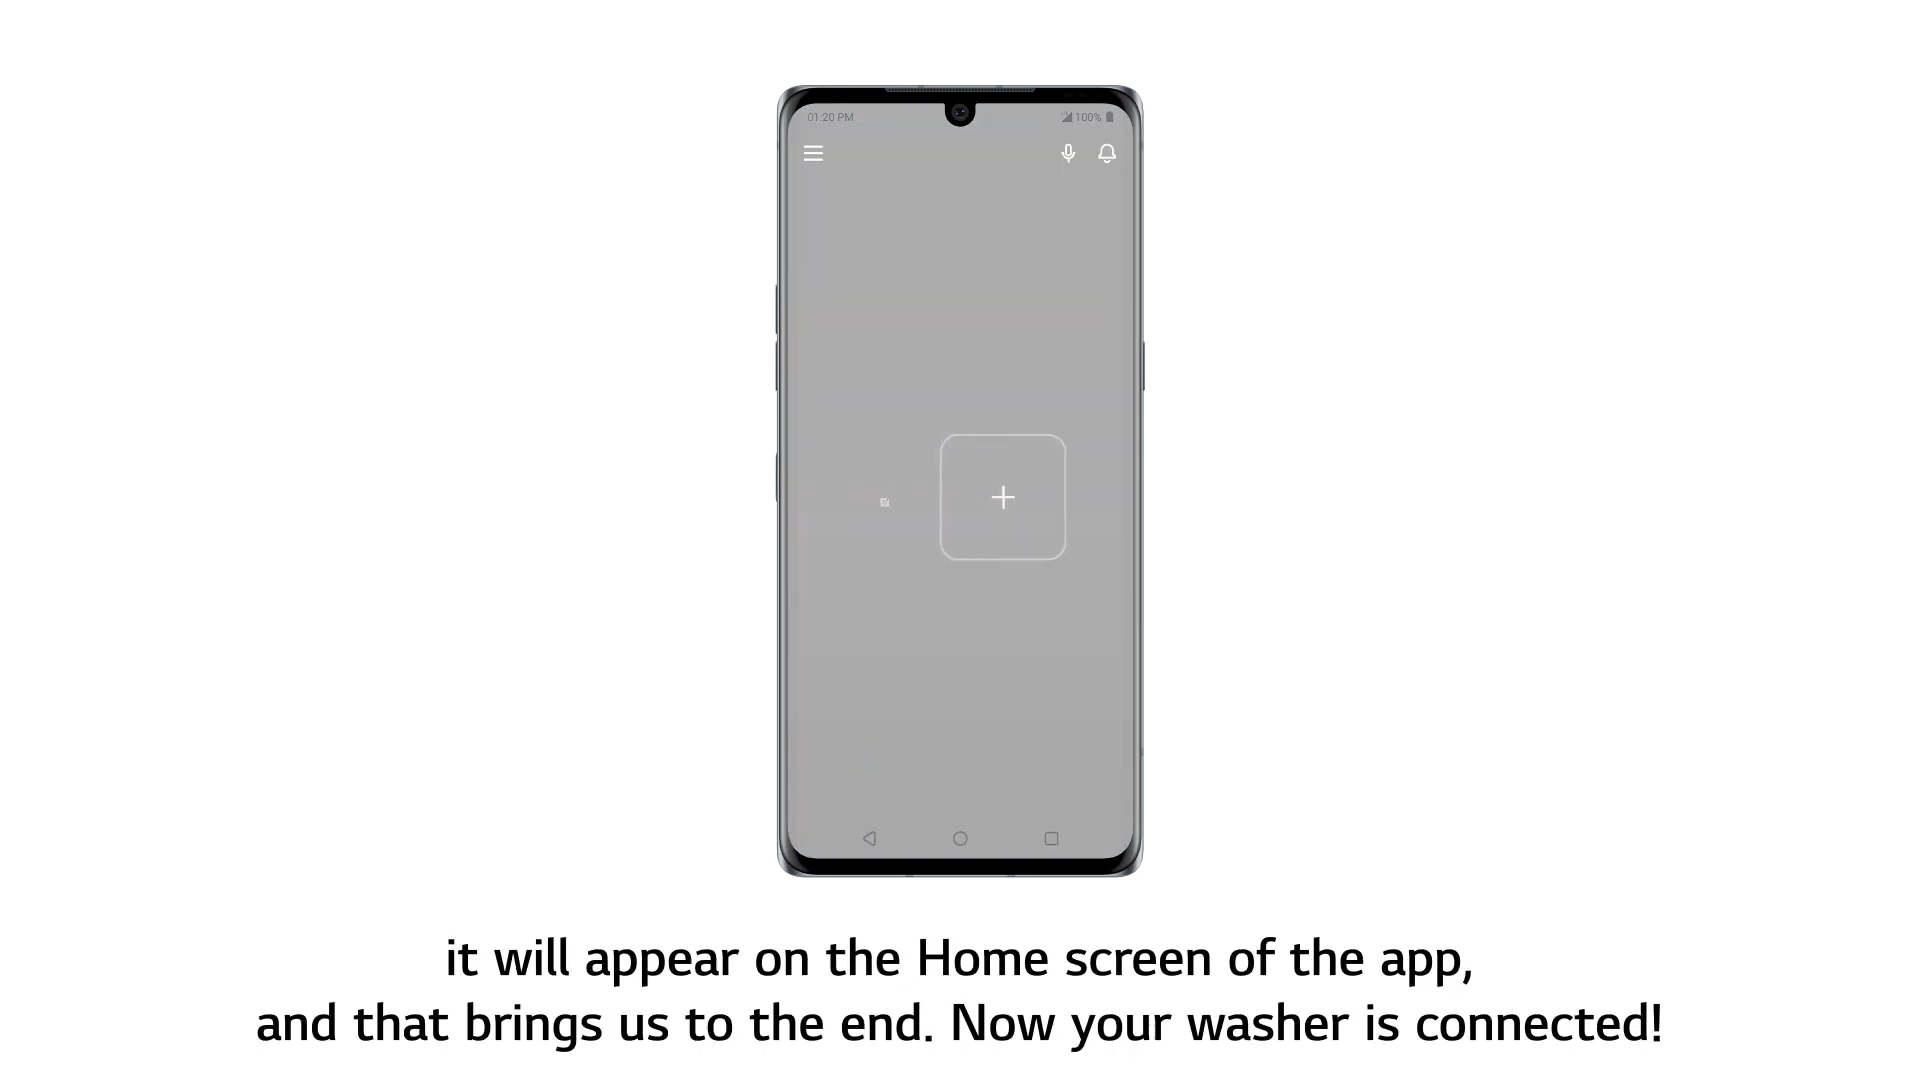 01:20 PM
100%
it will appear on the Home screen of the app,
and that brings us to the end. Now your washer is connected!